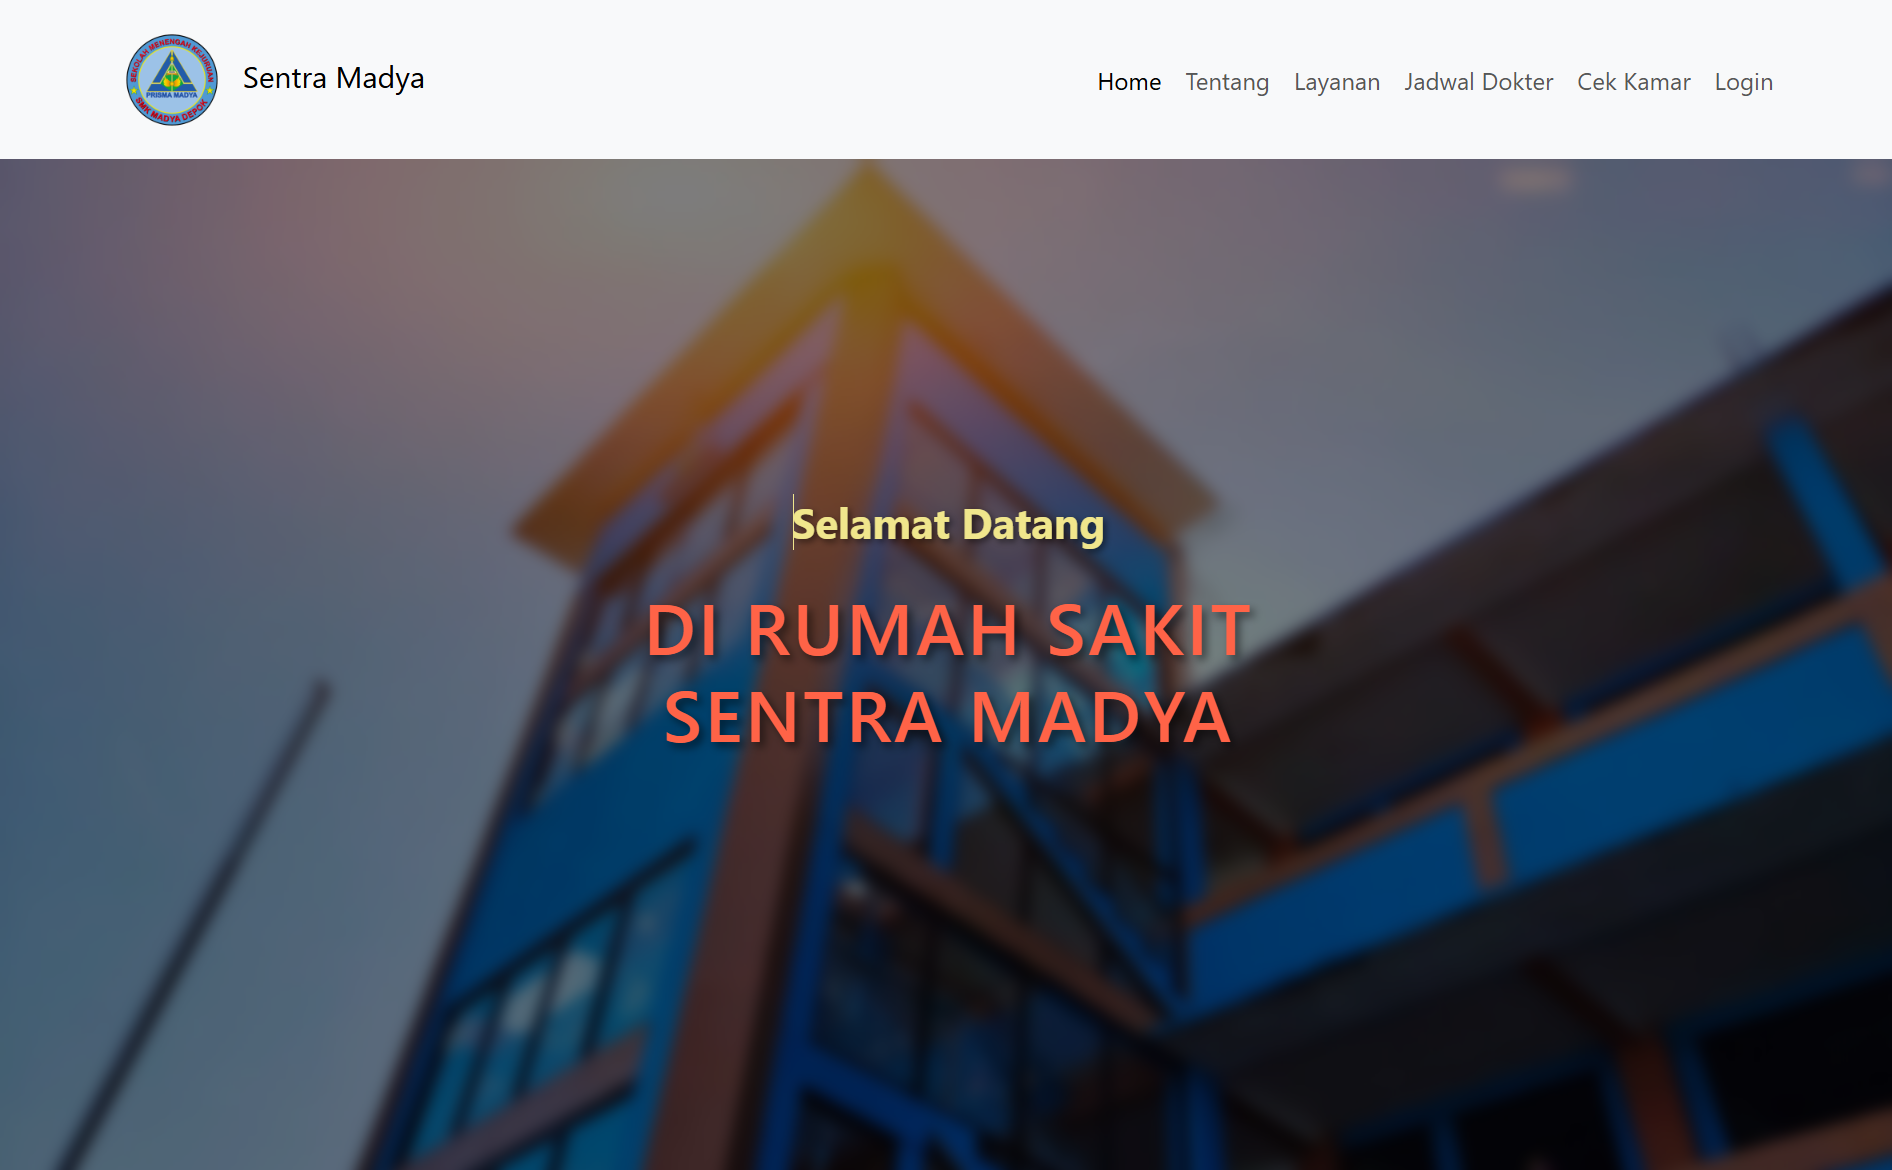 SEKOLAH MENENGAH KEJURUAN
PRISMA MADYA
SMK MADYA DEPOK
Sentra Madya
Home Tentang Layanan Jadwal Dokter Cek Kamar Login
Selamat Datang
DI RUMAH SAKIT
SENTRA MADYA